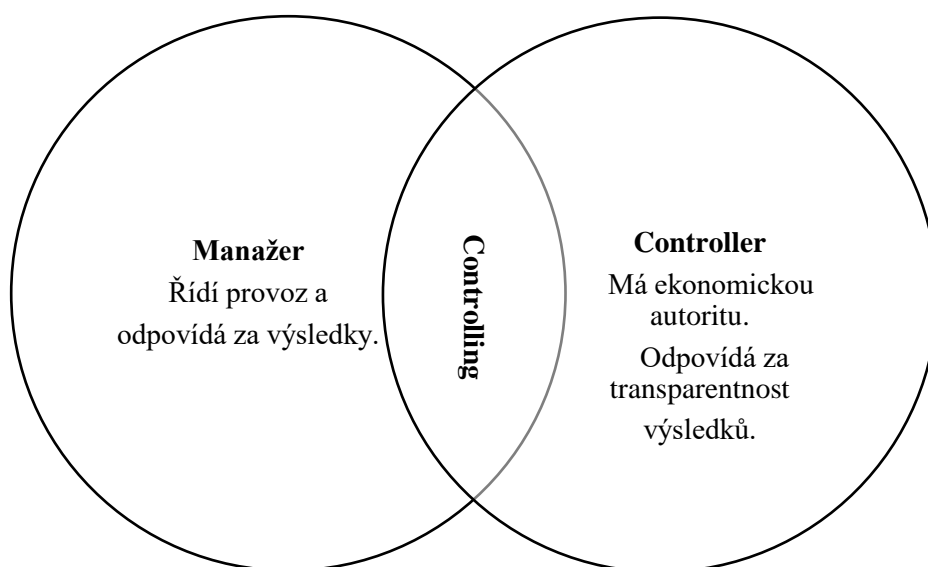 Manažer
Řídí provoz a
odpovídá za výsledky.
Controlling
Controller
Má ekonomickou
autoritu.
Odpovídá za
transparentnost
výsledků.